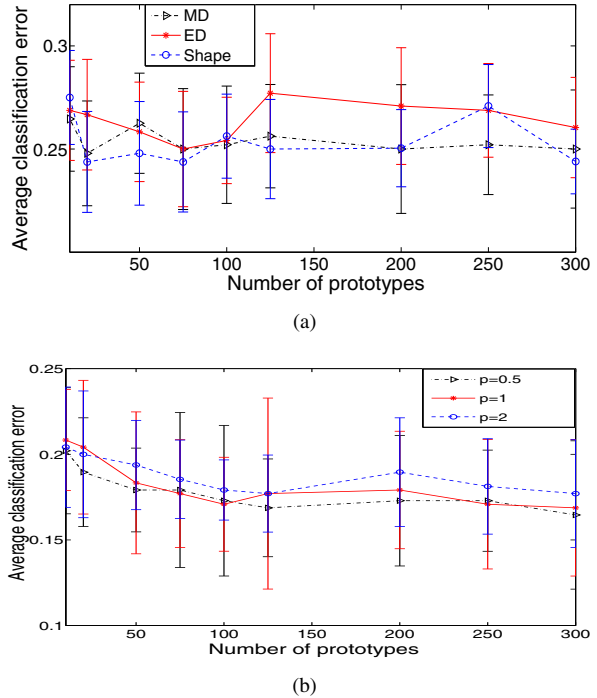 MD
ED
Shape
0.3
0.25
Average classification error
50 100 150 200 250 300
Number of prototypes
(a)
0.25
p=0.5
p=1
p=2
0.2
0.15
0.1
Average classification error
50 100 150 200 250 300
Number of prototypes
(b)